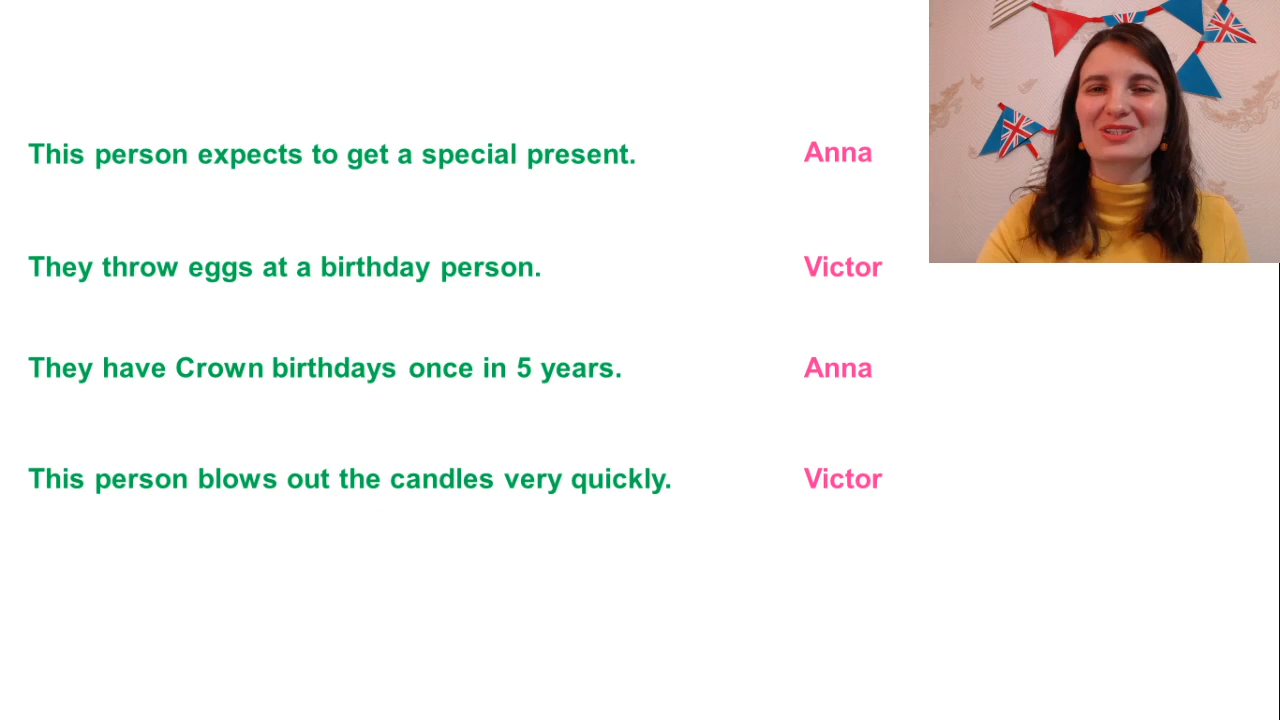 This person expects to get a special present. Anna
They throw eggs at a birthday person. Victor
They have Crown birthdays once in 5 years. Anna
This person blows out the candles very quickly. Victor